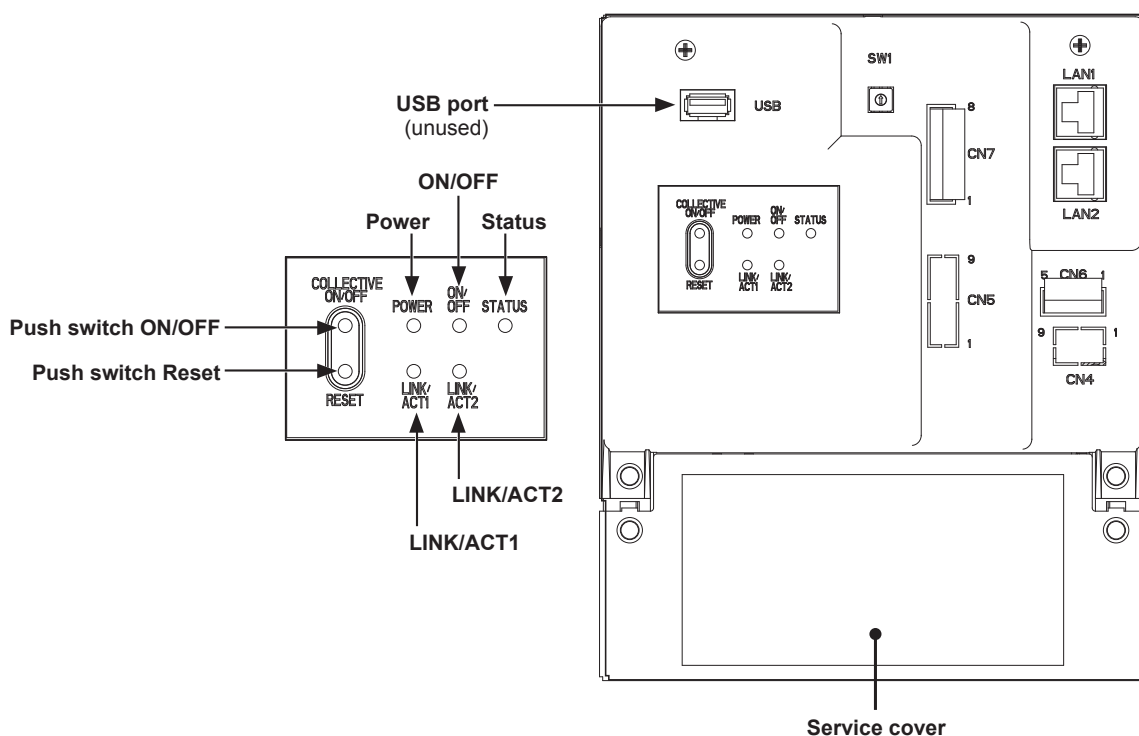 USB port
(unused)
ON/OFF
Power
Status
COLLECTIVE
ON/OFF
POWER
ON/
OFF
STATUS
Push switch ON/OFF
Push switch Reset
RESET
LINK/
ACT1
LINK/
ACT2
LINK/ACT2
LINK/ACT1
USB
SW1
LAN1
8
CN7
1
LAN2
COLLECTIVE
ON/OFF
POWER
ON/
OFF
STATUS
RESET
LINK/
ACT1
LINK/
ACT2
9
CN5
1
5 CN6 1
9 1
CN4
Service cover